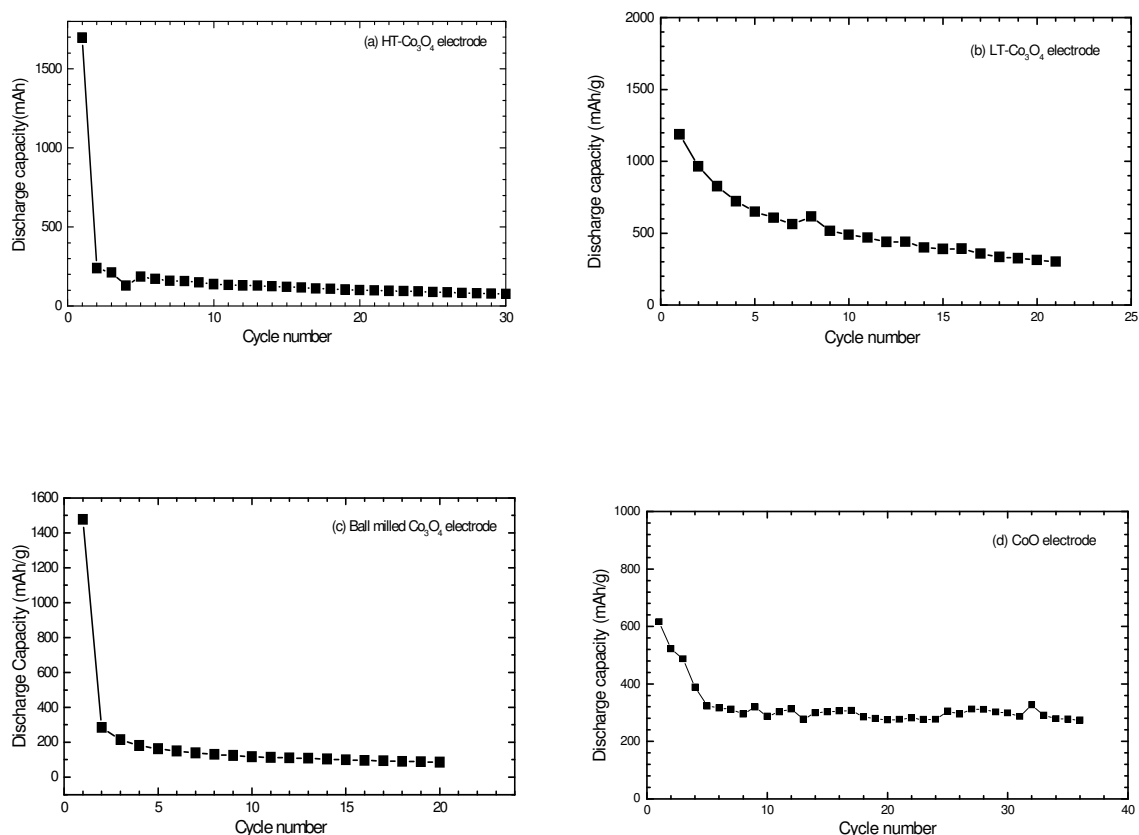 (a) HT-Co₃O₄ electrode
1500
1000
500
0
Discharge capacity(mAh)
0 10 20 30
Cycle number
(b) LT-Co₃O₄ electrode
2000
1500
1000
500
0
Discharge capacity (mAh/g)
0 5 10 15 20 25
Cycle number
(c) Ball milled Co₃O₄ electrode
1600
1400
1200
1000
800
600
400
200
0
Discharge Capacity (mAh/g)
0 5 10 15 20
Cycle number
(d) CoO electrode
1000
800
600
400
200
0
Discharge capacity (mAh/g)
0 10 20 30 40
Cycle number